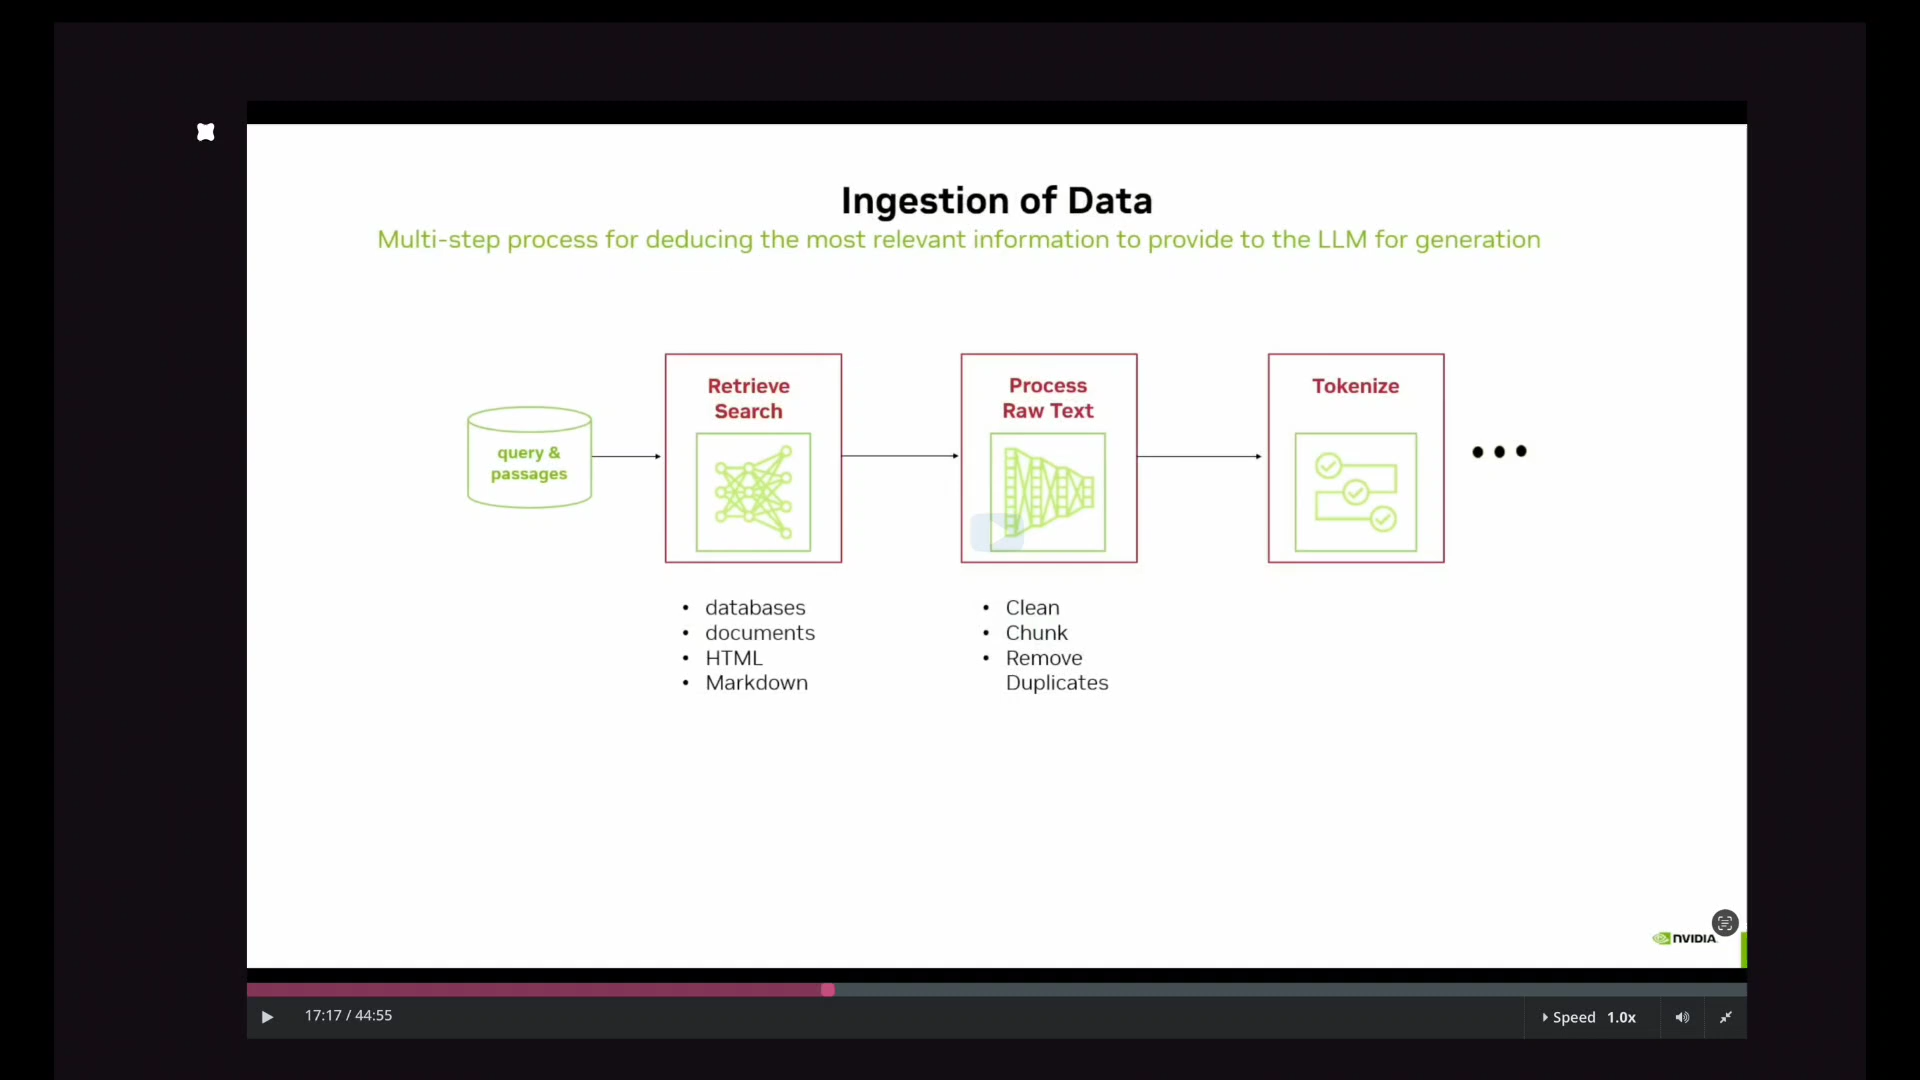 Ingestion of Data
Multi-step process for deducing the most relevant information to provide to the LLM for generation
query &
passages
Retrieve
Search
Process
Raw Text
Tokenize
• • •
• databases
• documents
• HTML
• Markdown
• Clean
• Chunk
• Remove
Duplicates
NVIDIA
17:17 / 44:55
Speed 1.0x